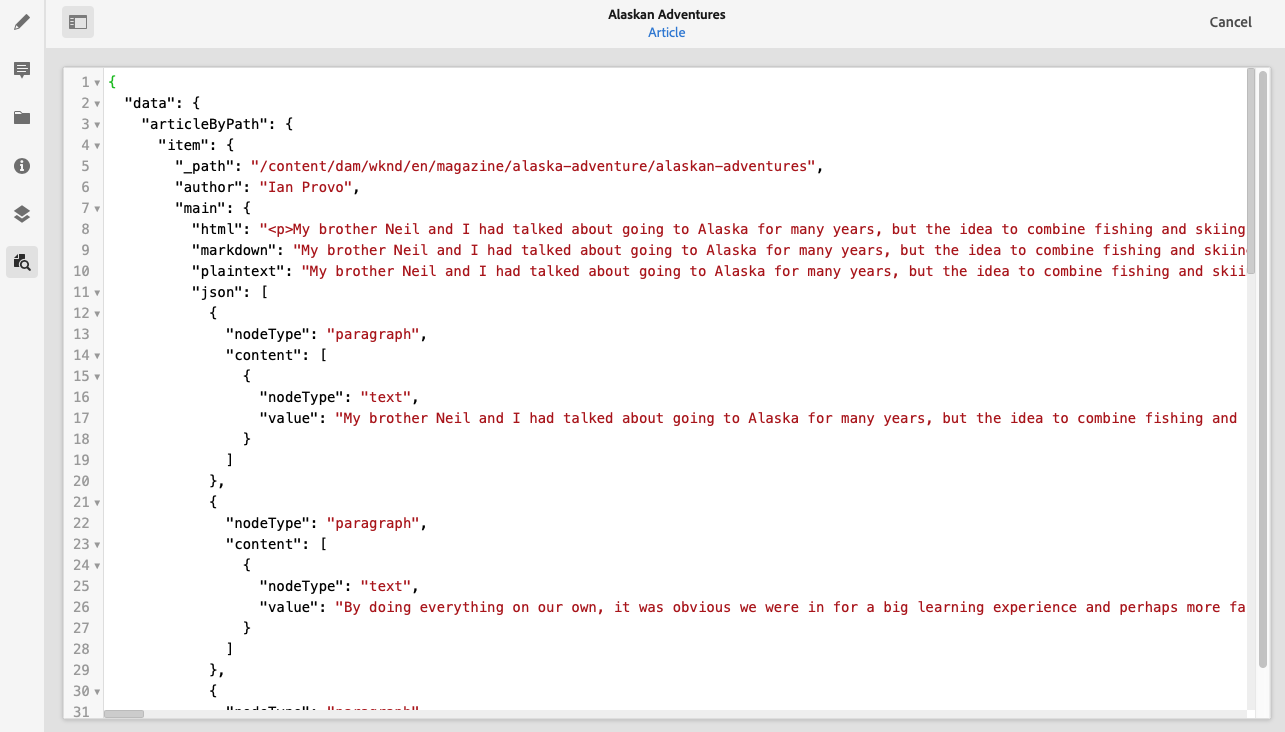 Alaskan Adventures
Article
Cancel
1 {
2 "data": {
3 "articleByPath": {
4 "item": {
5 "_path": "/content/dam/wknd/en/magazine/alaska-adventure/alaskan-adventures",
6 "author": "Ian Provo",
7 "main": {
8 "html": "<p>My brother Neil and I had talked about going to Alaska for many years, but the idea to combine fishing and skiing
9 "markdown": "My brother Neil and I had talked about going to Alaska for many years, but the idea to combine fishing and skiin
10 "plaintext": "My brother Neil and I had talked about going to Alaska for many years, but the idea to combine fishing and skii
11 "json": [
12 {
13 "nodeType": "paragraph",
14 "content": [
15 {
16 "nodeType": "text",
17 "value": "My brother Neil and I had talked about going to Alaska for many years, but the idea to combine fishing and
18 }
19 ]
20 },
21 {
22 "nodeType": "paragraph",
23 "content": [
24 {
25 "nodeType": "text",
26 "value": "By doing everything on our own, it was obvious we were in for a big learning experience and perhaps more fa
27 }
28 ]
29 },
30 {
31 "nodeType": "paragraph"